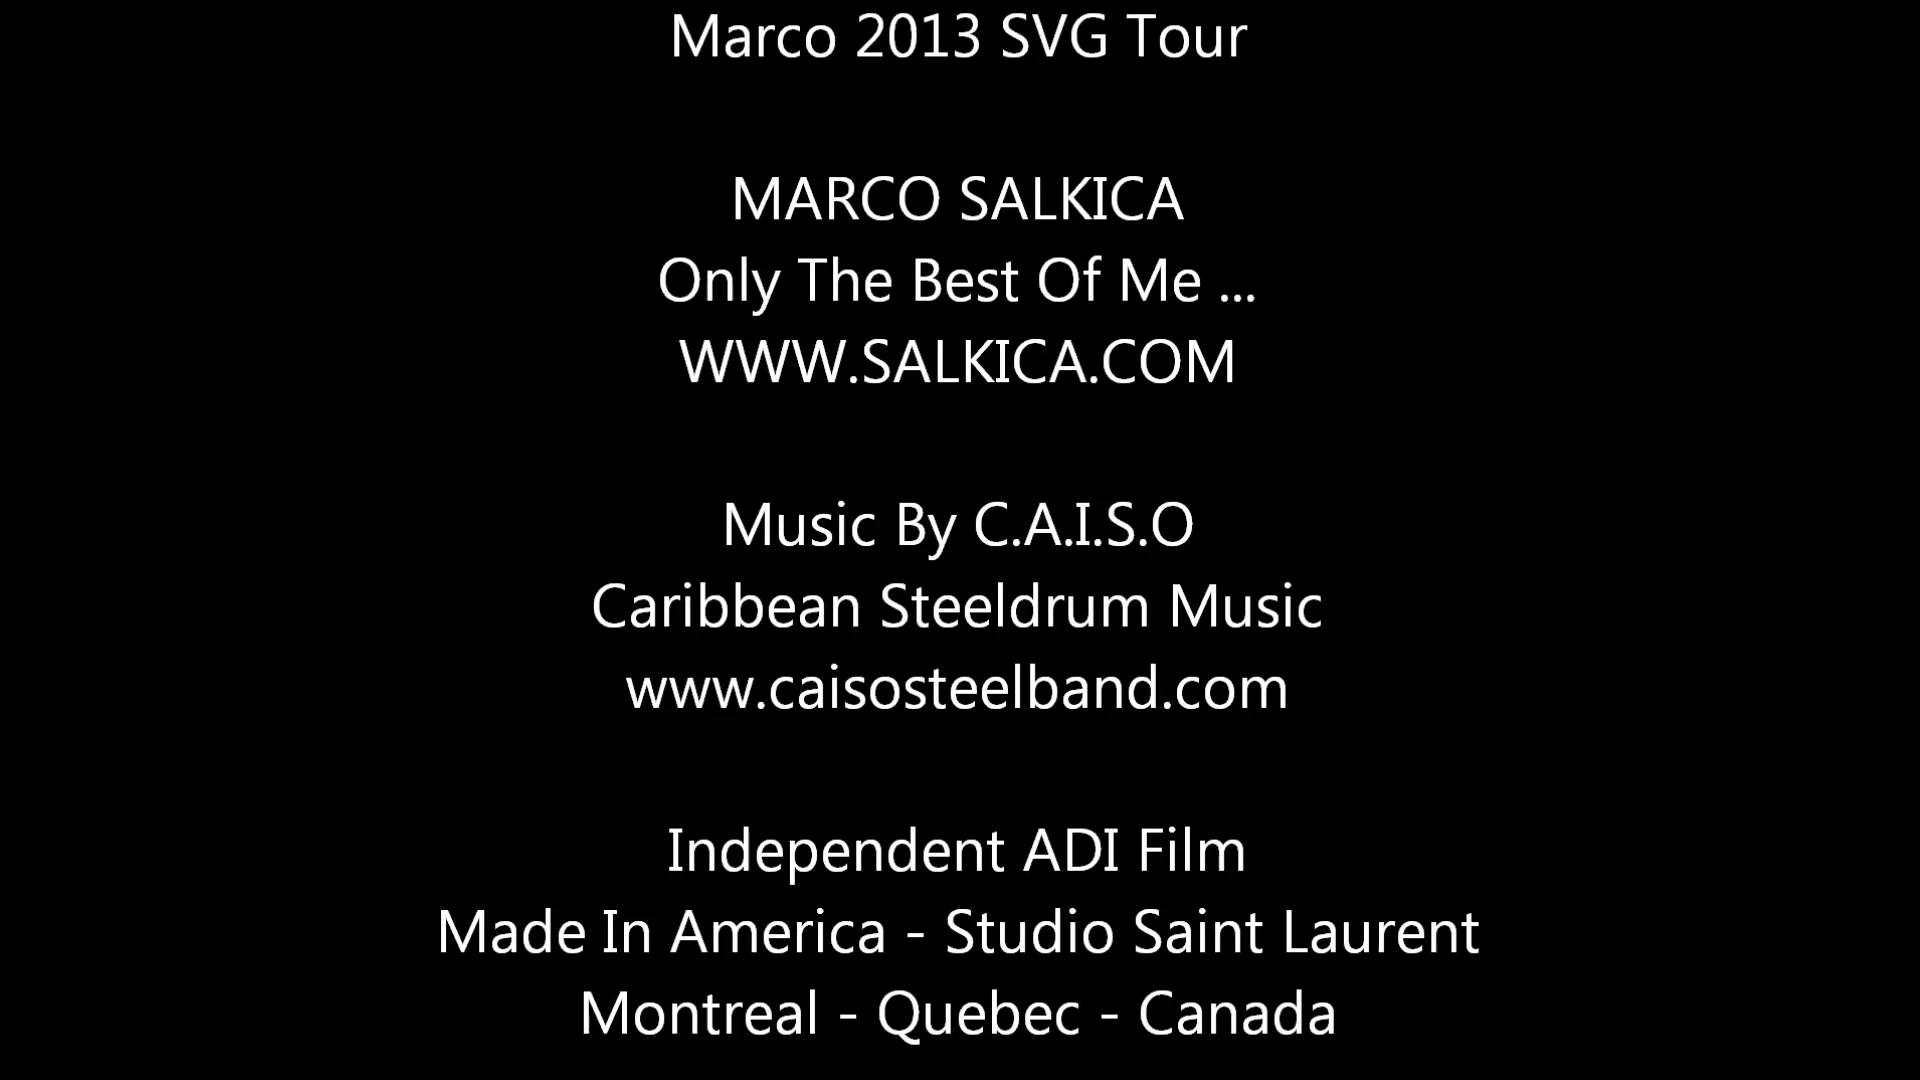 Marco 2013 SVG Tour
MARCO SALKICA
Only The Best Of Me ...
WWW.SALKICA.COM
Music By C.A.I.S.O
Caribbean Steeldrum Music
www.caisosteelband.com
Independent ADI Film
Made In America - Studio Saint Laurent
Montreal - Quebec - Canada